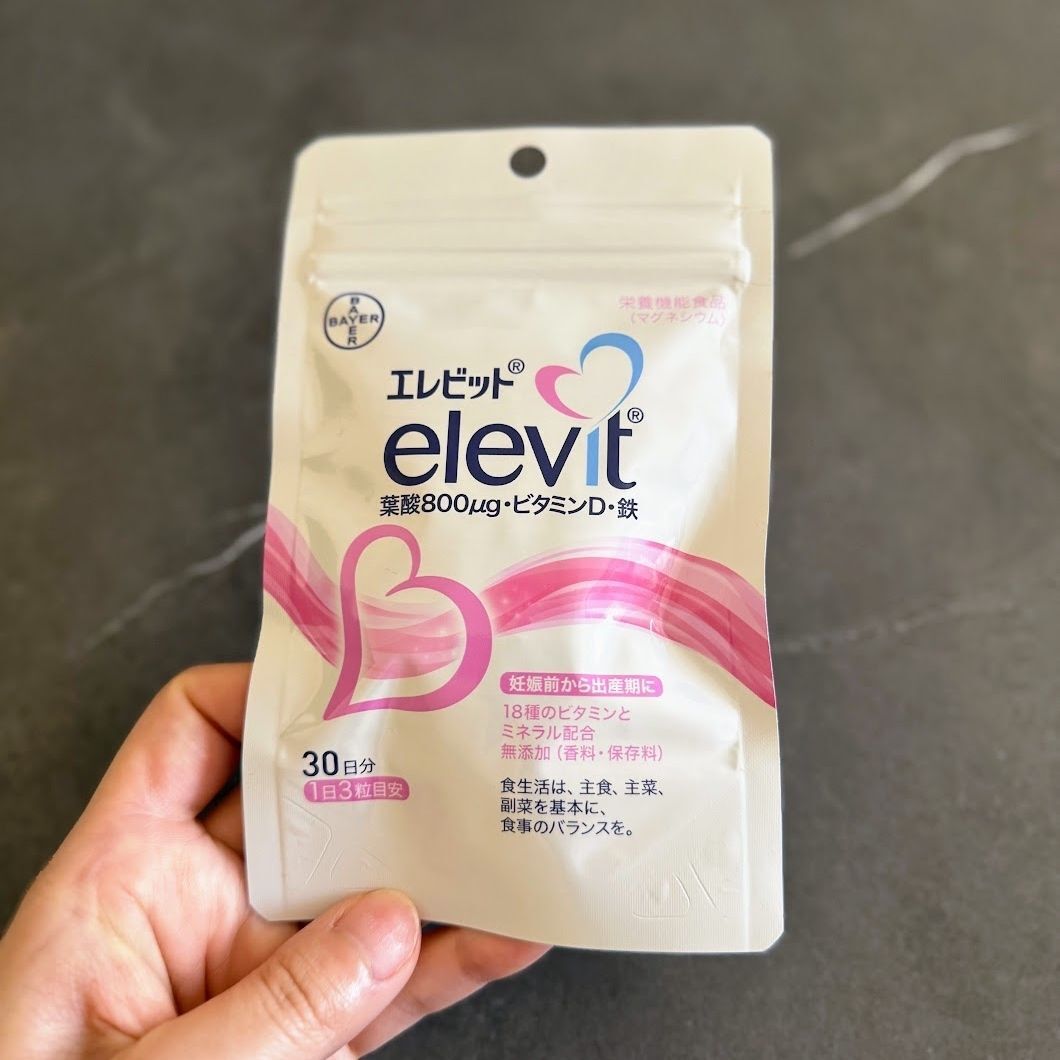 BAYER
BAYER
栄養機能食品
(マグネシウム)
エレビット®
elevit®
葉酸800μg・ビタミンD・鉄
妊娠前から出産期に
18種のビタミンと
ミネラル配合
無添加(香料・保存料)
30日分
1日3粒目安
食生活は、主食、主菜、
副菜を基本に、
食事のバランスを。